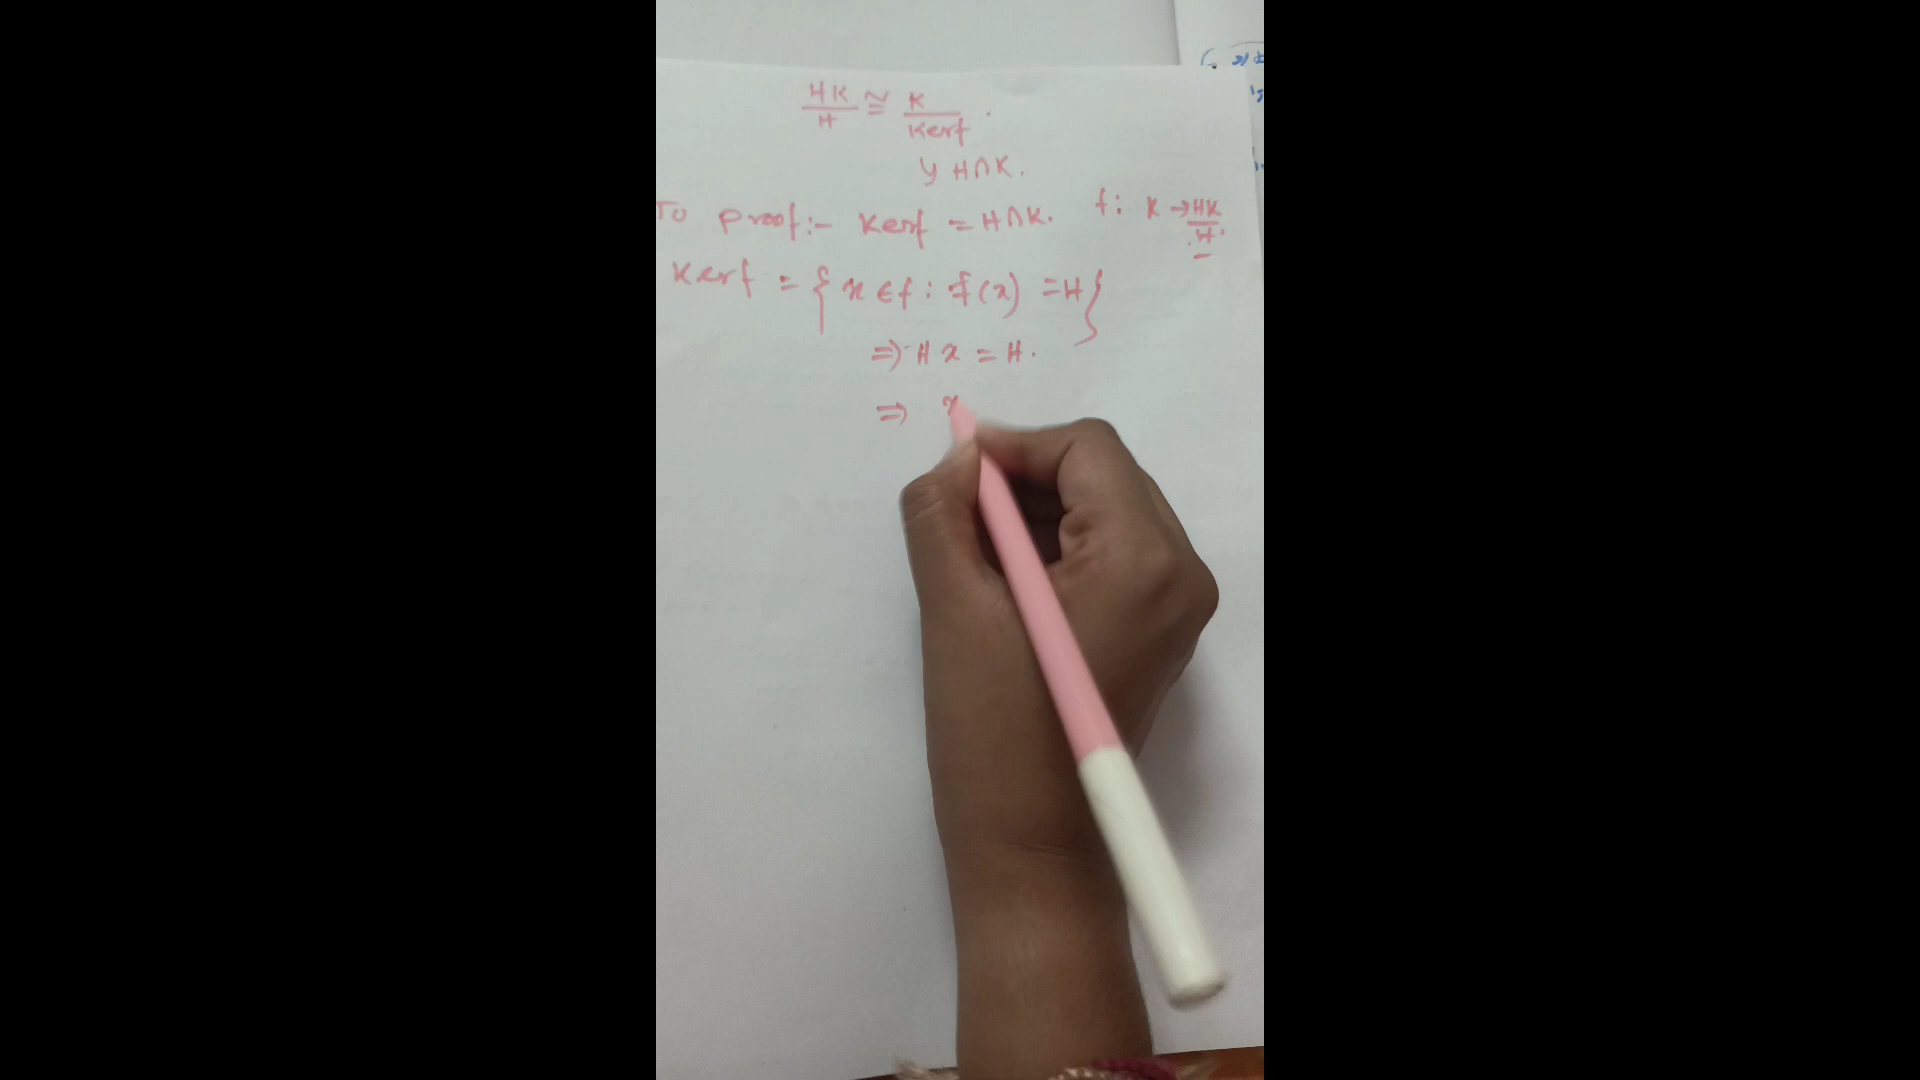 HK/H ≅ K/Kerf .
y H∩K.
To proof:- Kerf = H∩K. f: K → HK/H.
Kerf = { x ∈ f : f(x) = H }
⇒ Hx = H.
⇒ x